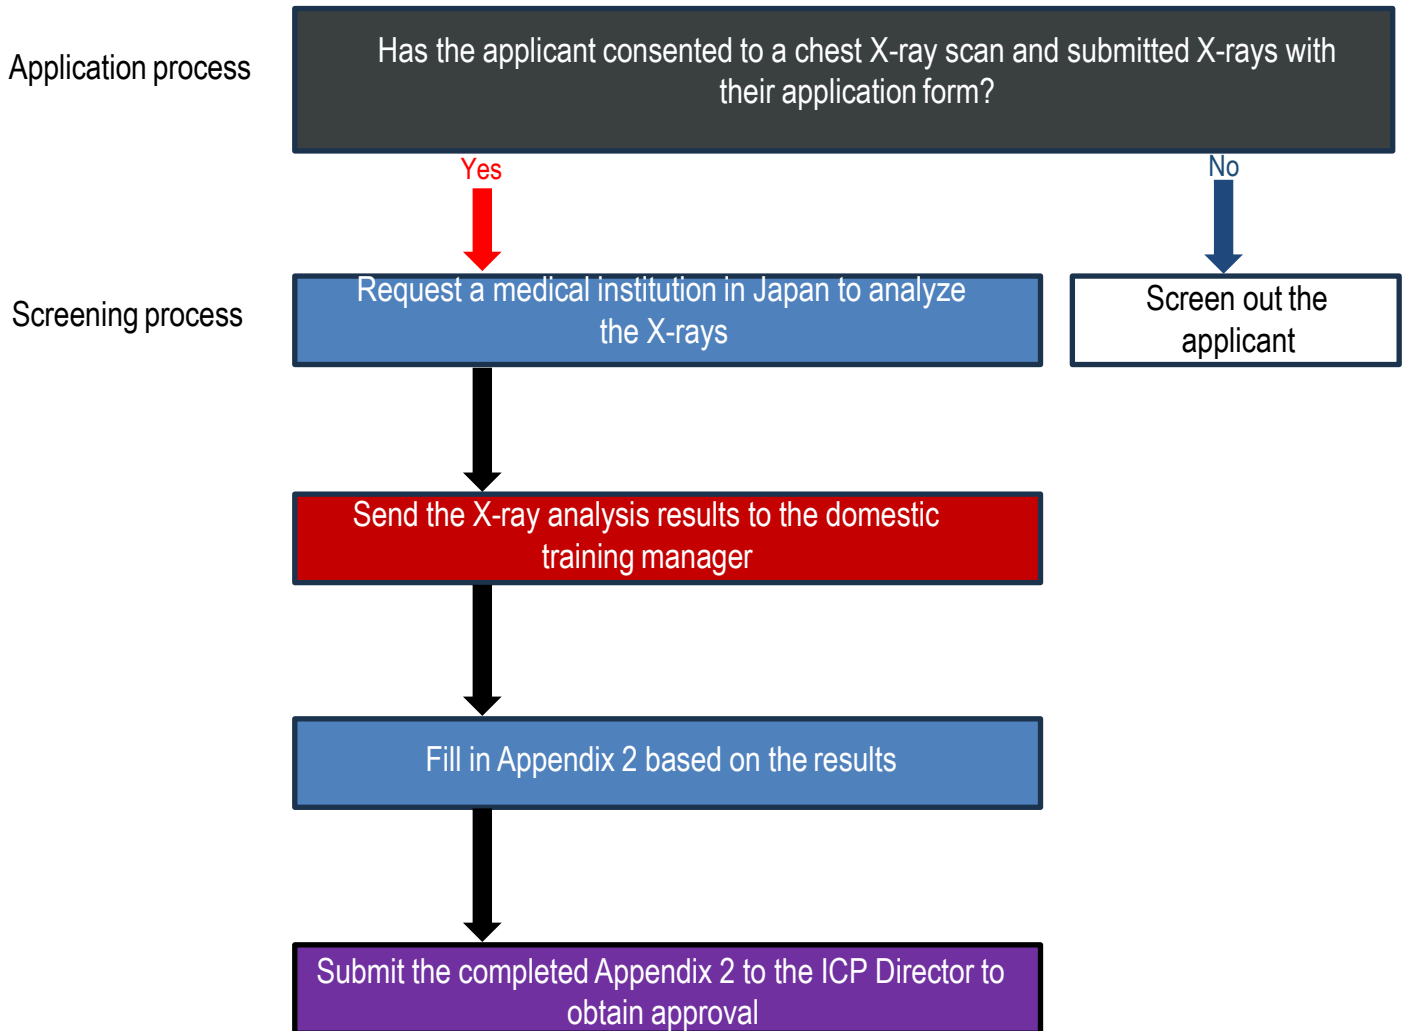 Application process
Has the applicant consented to a chest X-ray scan and submitted X-rays with
their application form?
Yes
No
Screening process
Request a medical institution in Japan to analyze
the X-rays
Screen out the
applicant
Send the X-ray analysis results to the domestic
training manager
Fill in Appendix 2 based on the results
Submit the completed Appendix 2 to the ICP Director to
obtain approval